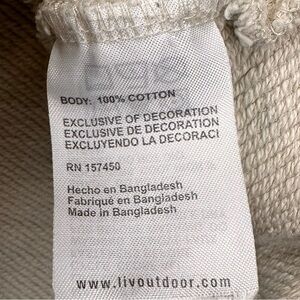 BODY: 100% COTTON
EXCLUSIVE OF DECORATION
EXCLUSIVE DE DECORATION
EXCLUYENDO LA DECORACI
RN 157450
Hecho en Bangladesh
Fabriqué en Bangladesh
Made in Bangladesh
www.livoutdoor.com